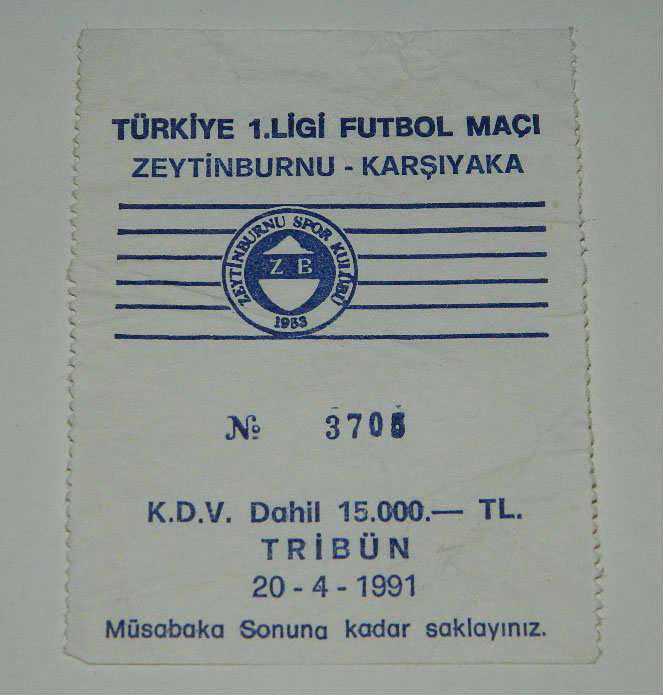 TÜRKİYE 1.LİGİ FUTBOL MAÇI
ZEYTİNBURNU - KARŞIYAKA
ZEYTİNBURNU SPOR KULÜBÜ
Z B
1953
№ 3705
K.D.V. Dahil 15.000.— TL.
TRİBÜN
20 - 4 - 1991
Müsabaka Sonuna kadar saklayınız.